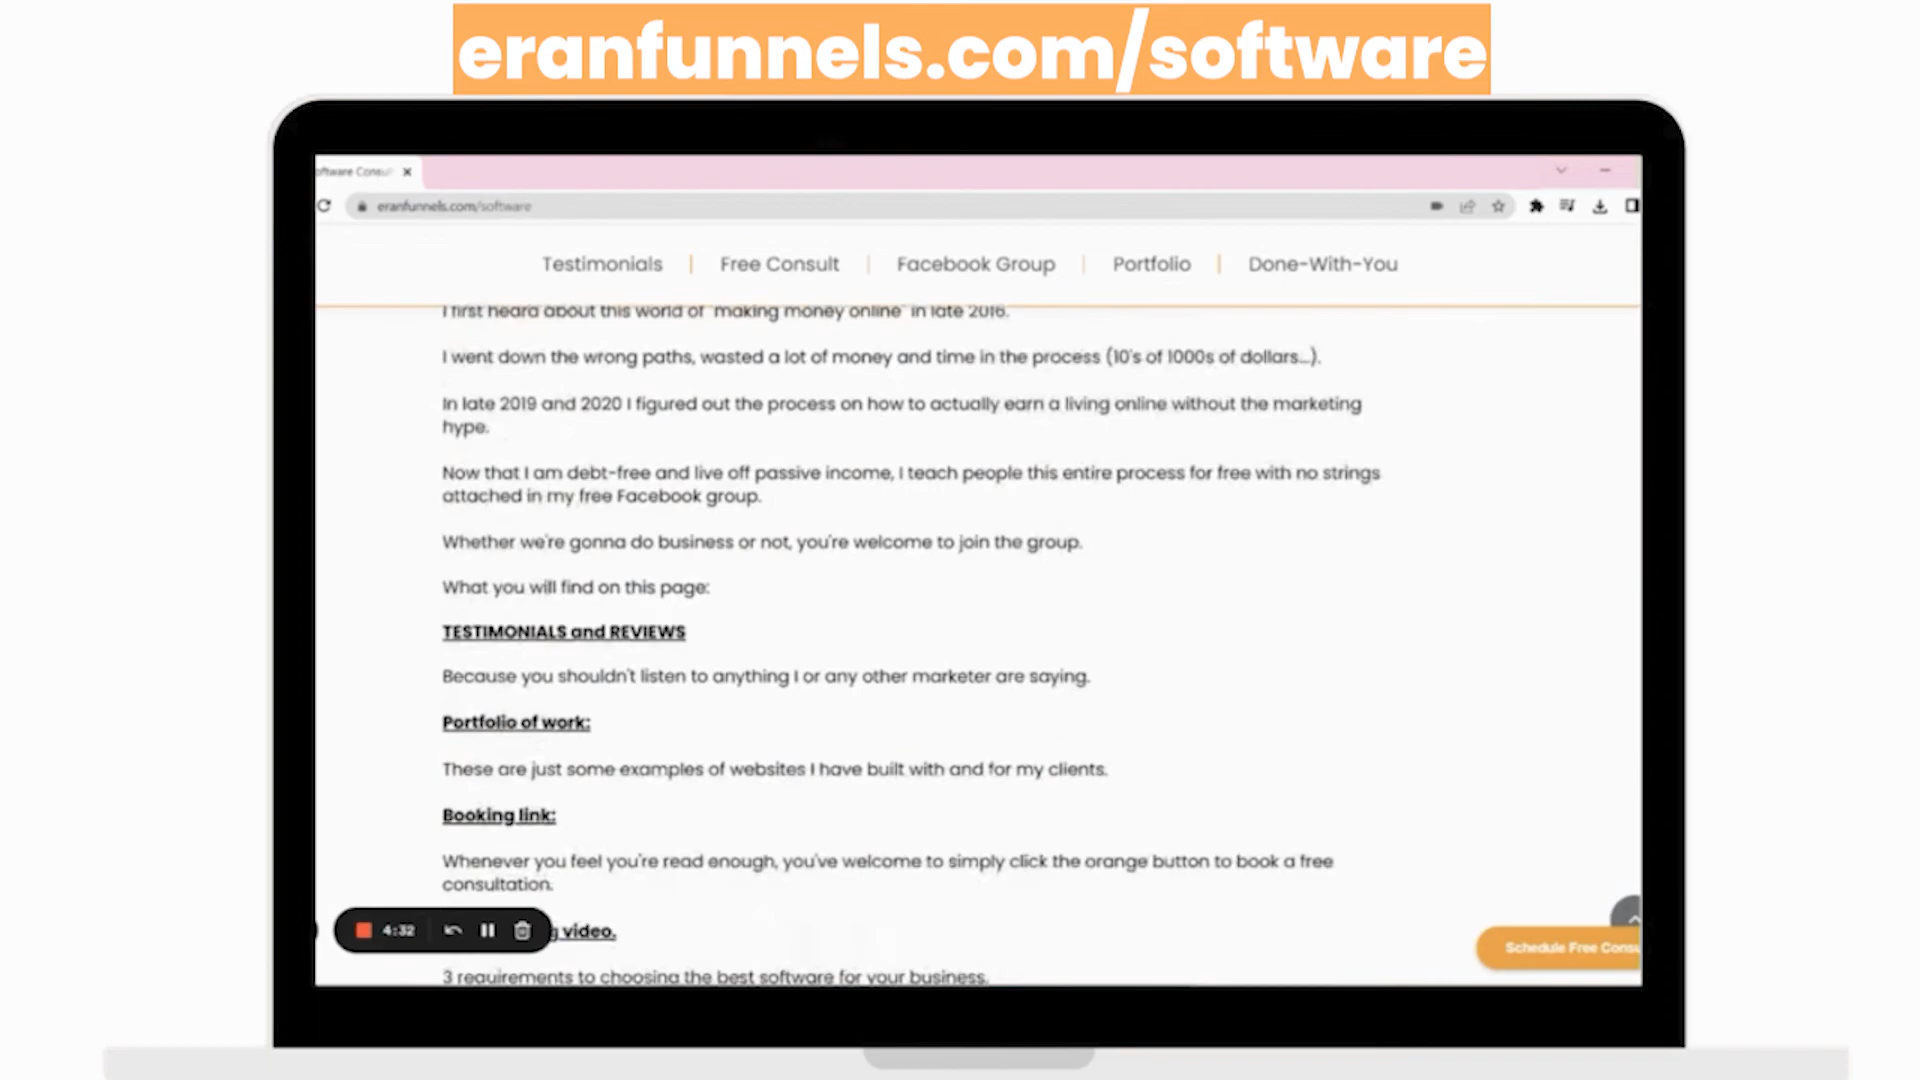 eranfunnels.com/software
oftware Consul
eranfunnels.com/software
Testimonials | Free Consult | Facebook Group | Portfolio | Done-With-You
I first heard about this world of "making money online" in late 2016.
I went down the wrong paths, wasted a lot of money and time in the process (10's of 1000s of dollars...).
In late 2019 and 2020 I figured out the process on how to actually earn a living online without the marketing
hype.
Now that I am debt-free and live off passive income, I teach people this entire process for free with no strings
attached in my free Facebook group.
Whether we're gonna do business or not, you're welcome to join the group.
What you will find on this page:
TESTIMONIALS and REVIEWS
Because you shouldn't listen to anything I or any other marketer are saying.
Portfolio of work:
These are just some examples of websites I have built with and for my clients.
Booking link:
Whenever you feel you're read enough, you've welcome to simply click the orange button to book a free
consultation.
4:32
g video.
Schedule Free Consu
3 requirements to choosing the best software for your business.